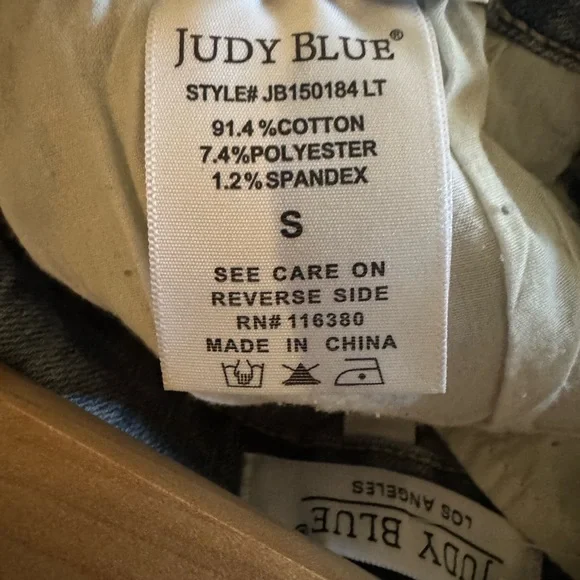 JUDY BLUE®
STYLE# JB150184 LT
91.4%COTTON
7.4%POLYESTER
1.2%SPANDEX
S
SEE CARE ON
REVERSE SIDE
RN# 116380
MADE IN CHINA
JUDY BLUE®
LOS ANGELES